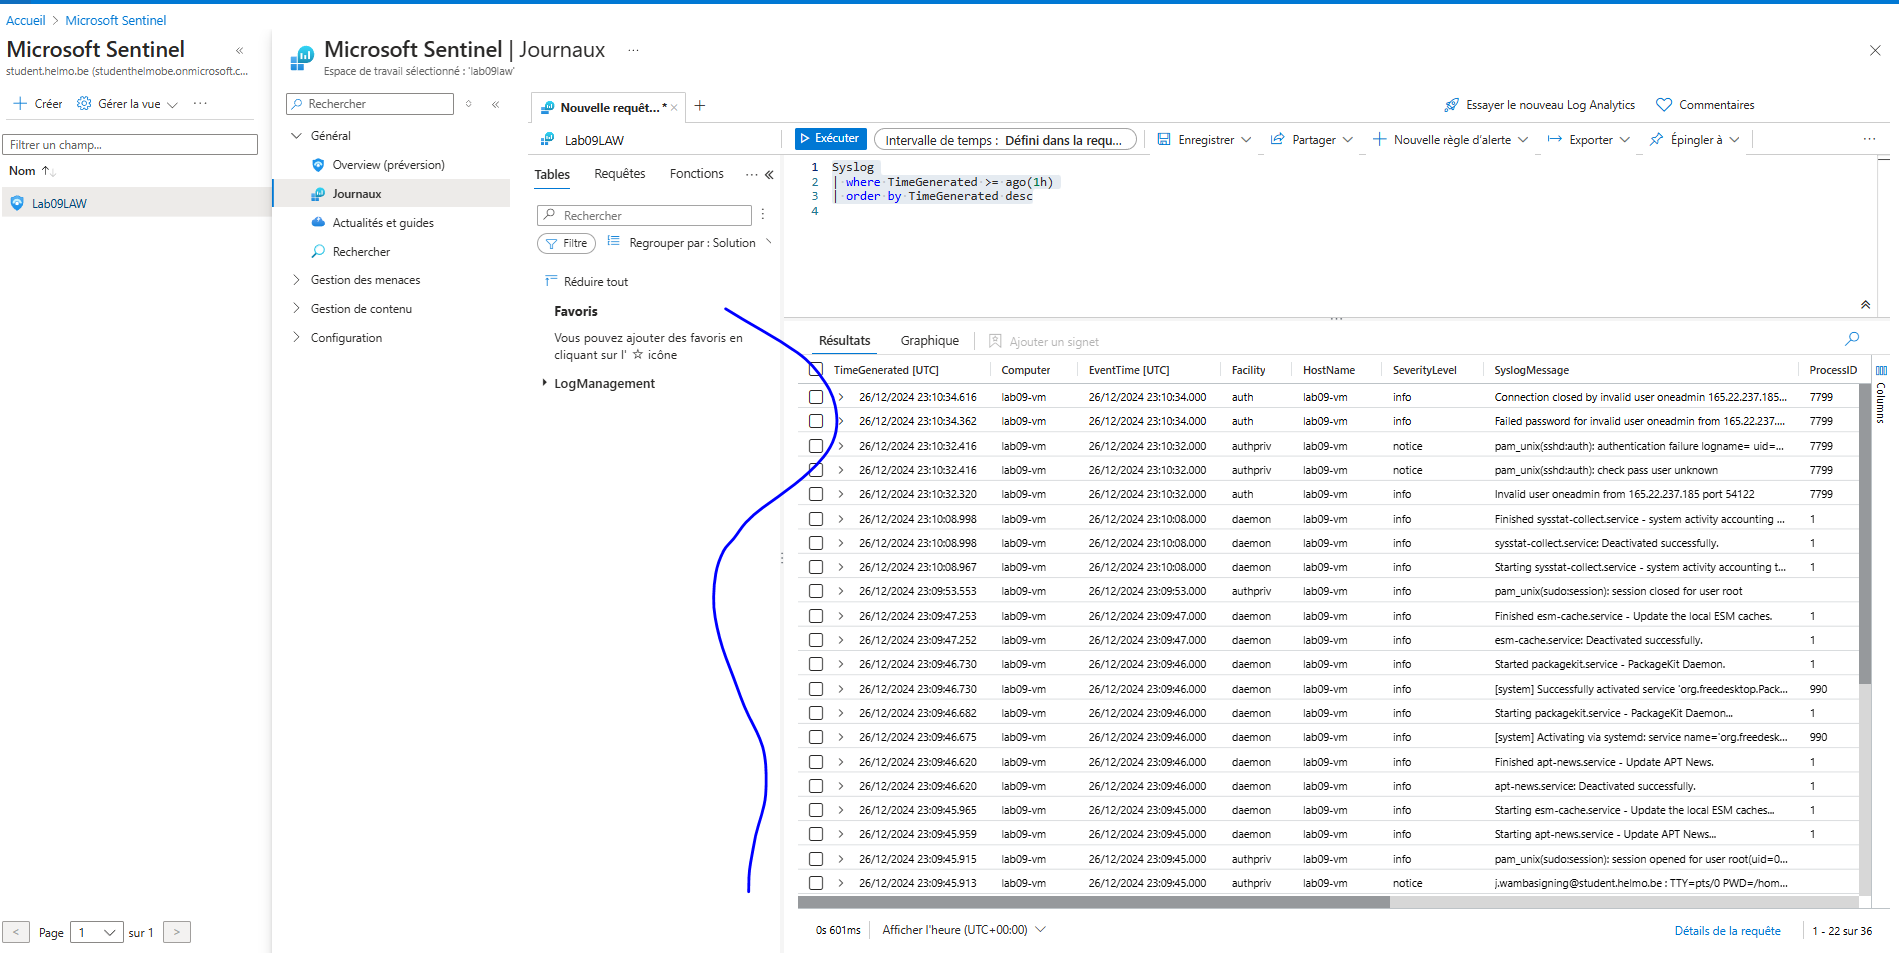 Accueil > Microsoft Sentinel
Microsoft Sentinel «
student.helmo.be (studenthelmobe.onmicrosoft.c...
+ Créer Gérer la vue ...
Filtrer un champ...
Nom ↑↓
Lab09LAW
< Page 1 sur 1 >
Microsoft Sentinel | Journaux ...
Espace de travail sélectionné : 'lab09law'
Rechercher «
Général
Overview (préversion)
Journaux
Actualités et guides
Rechercher
Gestion des menaces
Gestion de contenu
Configuration
Nouvelle requêt... * × +
Essayer le nouveau Log Analytics Commentaires
Lab09LAW
Exécuter Intervalle de temps : Défini dans la requ... Enregistrer Partager + Nouvelle règle d'alerte Exporter Épingler à ...
Tables Requêtes Fonctions ... «
Rechercher
Filtre Regrouper par : Solution
Réduire tout
Favoris
Vous pouvez ajouter des favoris en
cliquant sur l' ☆ icône
LogManagement
1 Syslog
2 | where TimeGenerated >= ago(1h)
3 | order by TimeGenerated desc
4
Résultats Graphique Ajouter un signet
TimeGenerated [UTC] Computer EventTime [UTC] Facility HostName SeverityLevel SyslogMessage ProcessID
26/12/2024 23:10:34.616 lab09-vm 26/12/2024 23:10:34.000 auth lab09-vm info Connection closed by invalid user oneadmin 165.22.237.185... 7799
26/12/2024 23:10:34.362 lab09-vm 26/12/2024 23:10:34.000 auth lab09-vm info Failed password for invalid user oneadmin from 165.22.237.... 7799
26/12/2024 23:10:32.416 lab09-vm 26/12/2024 23:10:32.000 authpriv lab09-vm notice pam_unix(sshd:auth): authentication failure logname= uid=... 7799
26/12/2024 23:10:32.416 lab09-vm 26/12/2024 23:10:32.000 authpriv lab09-vm notice pam_unix(sshd:auth): check pass user unknown 7799
26/12/2024 23:10:32.320 lab09-vm 26/12/2024 23:10:32.000 auth lab09-vm info Invalid user oneadmin from 165.22.237.185 port 54122 7799
26/12/2024 23:10:08.998 lab09-vm 26/12/2024 23:10:08.000 daemon lab09-vm info Finished sysstat-collect.service - system activity accounting ... 1
26/12/2024 23:10:08.998 lab09-vm 26/12/2024 23:10:08.000 daemon lab09-vm info sysstat-collect.service: Deactivated successfully. 1
26/12/2024 23:10:08.967 lab09-vm 26/12/2024 23:10:08.000 daemon lab09-vm info Starting sysstat-collect.service - system activity accounting t... 1
26/12/2024 23:09:53.553 lab09-vm 26/12/2024 23:09:53.000 authpriv lab09-vm info pam_unix(sudo:session): session closed for user root
26/12/2024 23:09:47.253 lab09-vm 26/12/2024 23:09:47.000 daemon lab09-vm info Finished esm-cache.service - Update the local ESM caches. 1
26/12/2024 23:09:47.252 lab09-vm 26/12/2024 23:09:47.000 daemon lab09-vm info esm-cache.service: Deactivated successfully. 1
26/12/2024 23:09:46.730 lab09-vm 26/12/2024 23:09:46.000 daemon lab09-vm info Started packagekit.service - PackageKit Daemon. 1
26/12/2024 23:09:46.730 lab09-vm 26/12/2024 23:09:46.000 daemon lab09-vm info [system] Successfully activated service 'org.freedesktop.Pack... 990
26/12/2024 23:09:46.682 lab09-vm 26/12/2024 23:09:46.000 daemon lab09-vm info Starting packagekit.service - PackageKit Daemon... 1
26/12/2024 23:09:46.675 lab09-vm 26/12/2024 23:09:46.000 daemon lab09-vm info [system] Activating via systemd: service name='org.freedesk... 990
26/12/2024 23:09:46.620 lab09-vm 26/12/2024 23:09:46.000 daemon lab09-vm info Finished apt-news.service - Update APT News. 1
26/12/2024 23:09:46.620 lab09-vm 26/12/2024 23:09:46.000 daemon lab09-vm info apt-news.service: Deactivated successfully. 1
26/12/2024 23:09:45.965 lab09-vm 26/12/2024 23:09:45.000 daemon lab09-vm info Starting esm-cache.service - Update the local ESM caches... 1
26/12/2024 23:09:45.959 lab09-vm 26/12/2024 23:09:45.000 daemon lab09-vm info Starting apt-news.service - Update APT News... 1
26/12/2024 23:09:45.915 lab09-vm 26/12/2024 23:09:45.000 authpriv lab09-vm info pam_unix(sudo:session): session opened for user root(uid=0...
26/12/2024 23:09:45.913 lab09-vm 26/12/2024 23:09:45.000 authpriv lab09-vm notice j.wambasigning@student.helmo.be : TTY=pts/0 PWD=/hom...
Columns
0s 601ms Afficher l'heure (UTC+00:00) Détails de la requête 1 - 22 sur 36